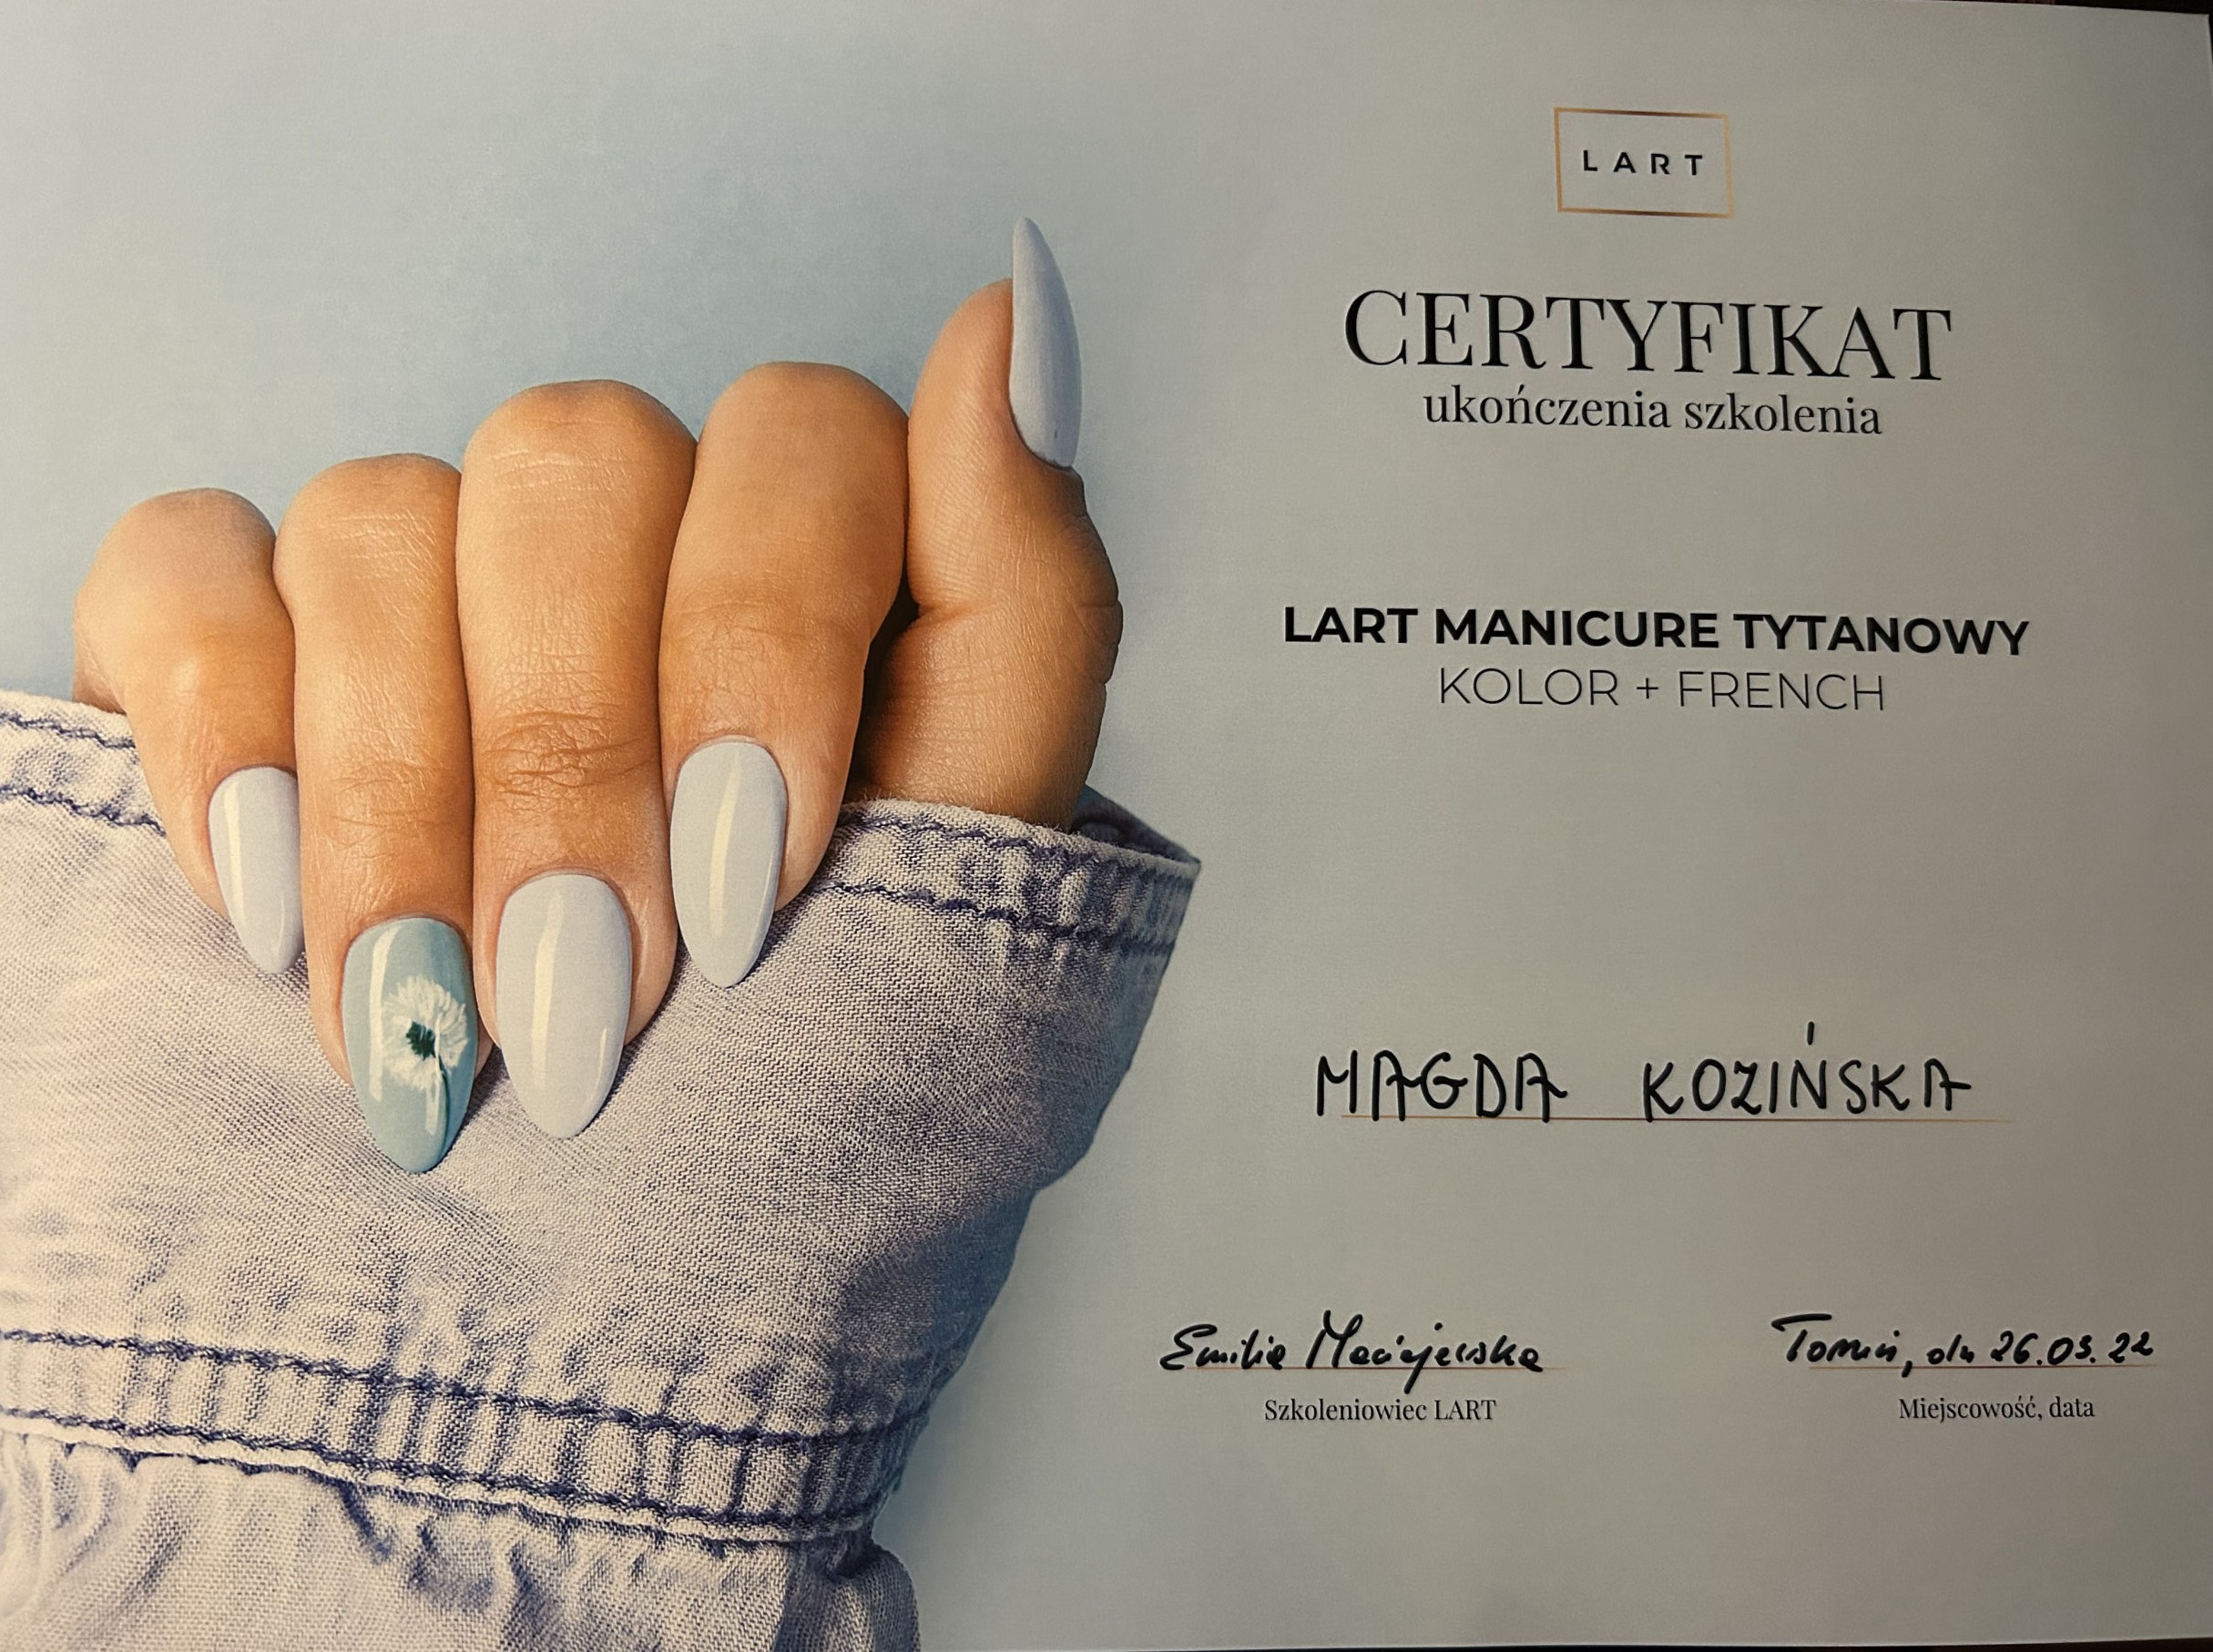 LART
CERTYFIKAT
ukończenia szkolenia
LART MANICURE TYTANOWY
KOLOR + FRENCH
MAGDA KOZIŃSKA
Emilia Maciejewska
Szkoleniowiec LART
Toruń, dn 26.03.22
Miejscowość, data